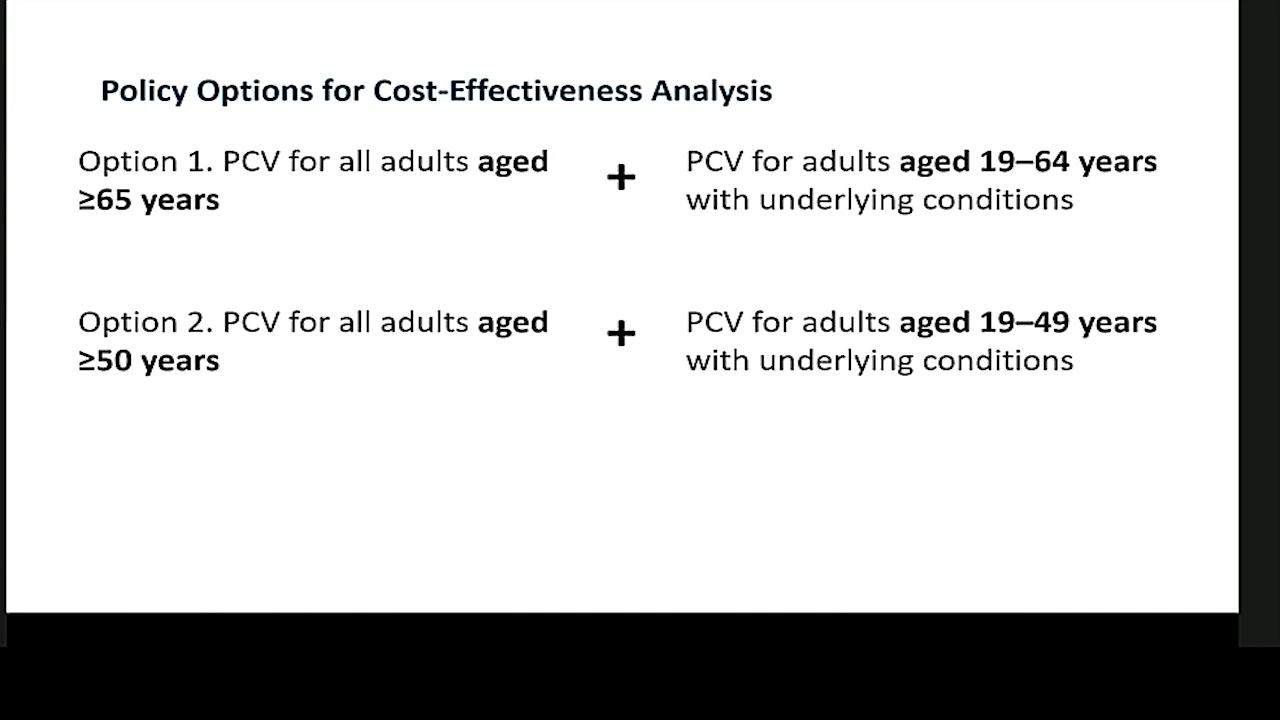 Policy Options for Cost-Effectiveness Analysis
Option 1. PCV for all adults aged
≥65 years
+
PCV for adults aged 19–64 years
with underlying conditions
Option 2. PCV for all adults aged
≥50 years
+
PCV for adults aged 19–49 years
with underlying conditions